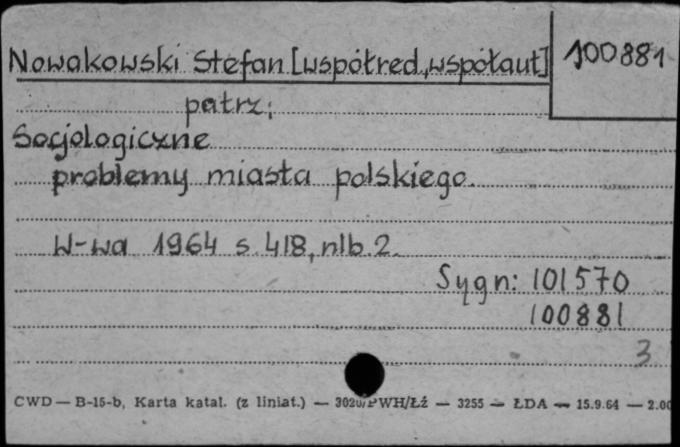 Nowakowski Stefan [współred., współaut] 100881
patrz:
Socjologiczne
problemy miasta polskiego.
W-wa 1964 s. 418, nlb 2.
Sygn: 101570
100881
3
CWD — B-15-b, Karta katal. (z liniat.) — 3020/PWH/Łź — 3255 — ŁDA — 15.9.64 — 2.00